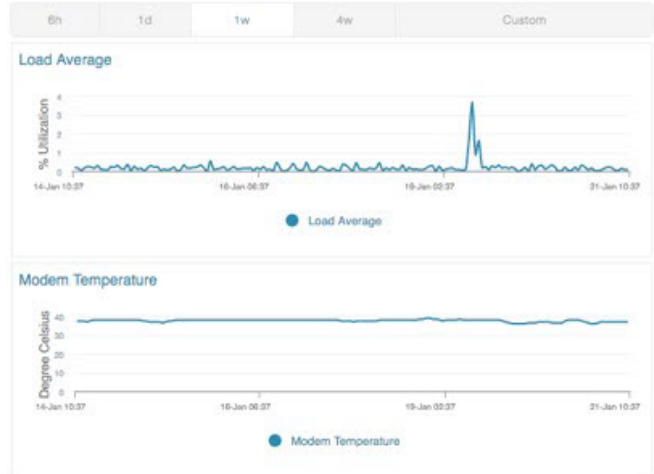 6h 1d 1w 4w Custom
Load Average
% Utilization
4
3
2
1
0
14-Jan 10:37 16-Jan 06:37 19-Jan 02:37 21-Jan 10:37
Load Average
Modem Temperature
Degree Celsius
40
30
20
10
0
14-Jan 10:37 16-Jan 06:37 19-Jan 02:37 21-Jan 10:37
Modem Temperature